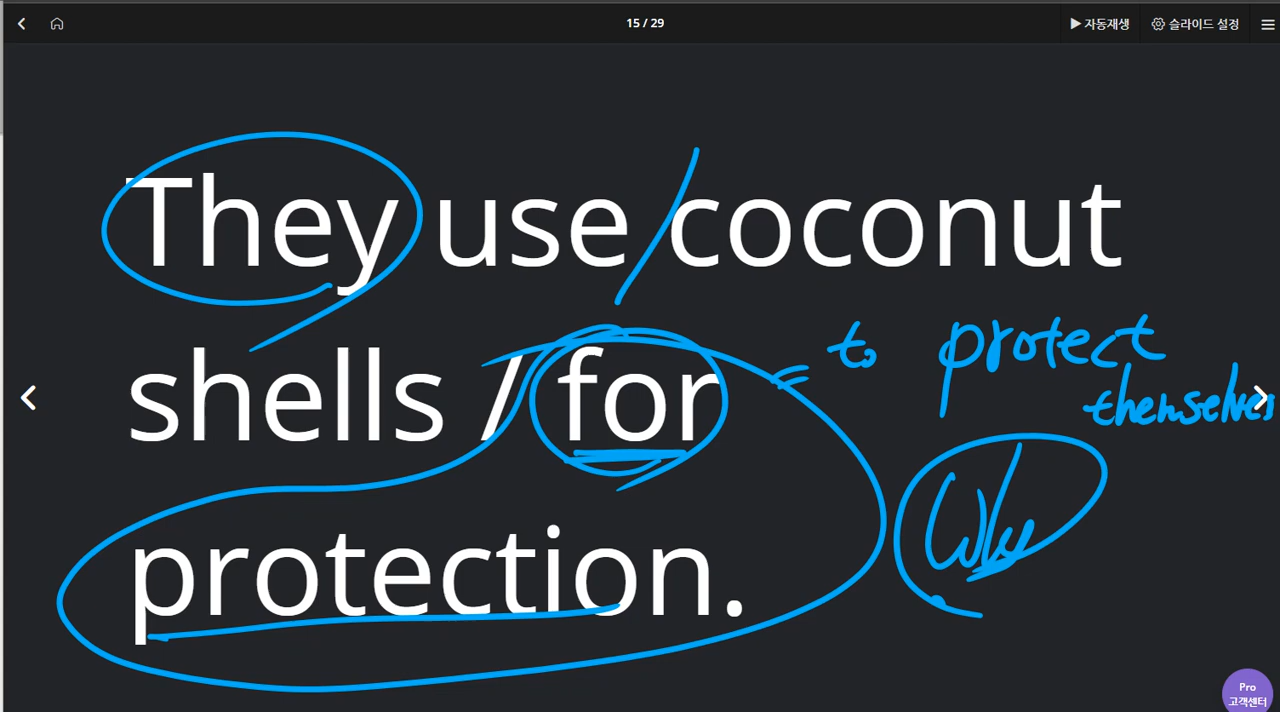 15 / 29
자동재생
슬라이드 설정
They use coconut
shells / for
protection.
to protect
themselves
Why
Pro
고객센터